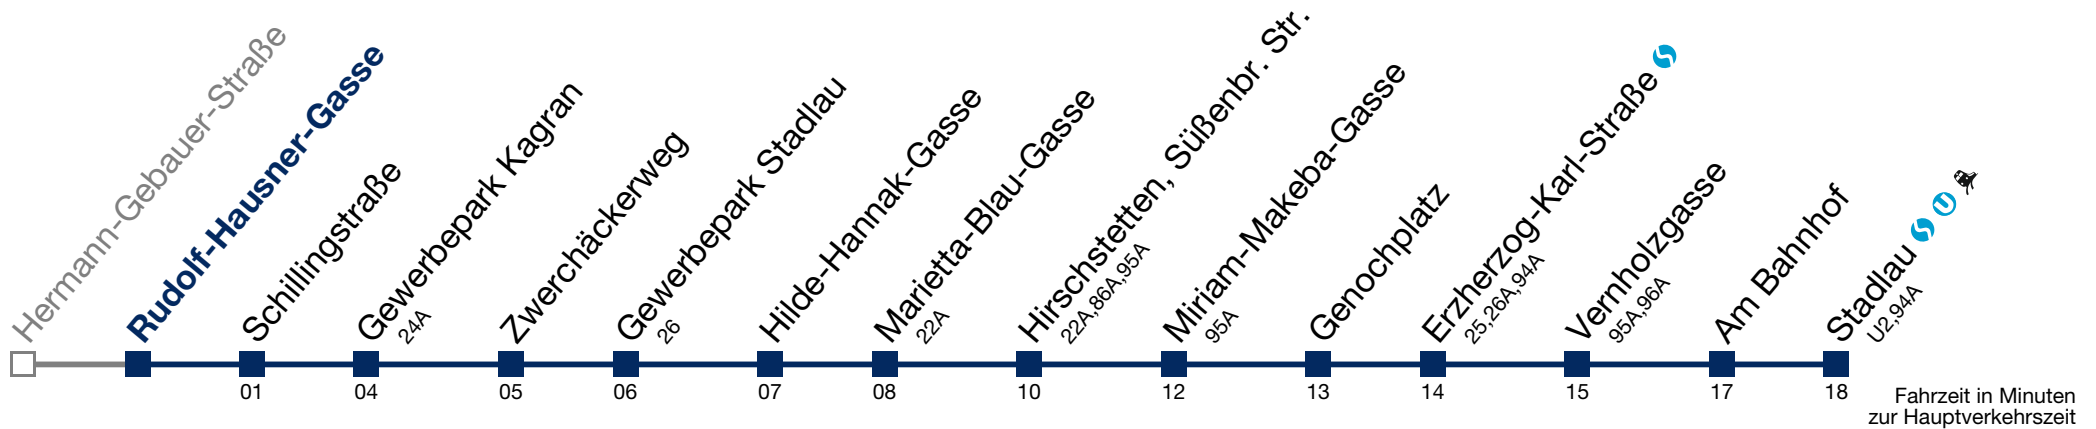 Hermann-Gebauer-Straße
Rudolf-Hausner-Gasse
Schillingstraße
Gewerbepark Kagran
24A
Zwerchäckerweg
Gewerbepark Stadlau
26
Hilde-Hannak-Gasse
Marietta-Blau-Gasse
22A
Hirschstetten, Süßenbr. Str.
22A,86A,95A
Miriam-Makeba-Gasse
95A
Genochplatz
Erzherzog-Karl-Straße S
25,26A,94A
Vernholzgasse
95A,96A
Am Bahnhof
Stadlau S U
U2,94A
01 04 05 06 07 08 10 12 13 14 15 17 18
Fahrzeit in Minuten
zur Hauptverkehrszeit